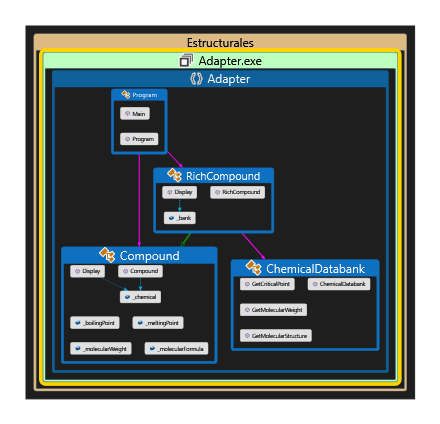 Estructurales
Adapter.exe
Adapter
Program
Main
Program
RichCompound
Display RichCompound
_bank
Compound
Display Compound
_chemical
_boilingPoint _meltingPoint
_molecularWeight _molecularFormula
ChemicalDatabank
GetCriticalPoint ChemicalDatabank
GetMolecularWeight
GetMolecularStructure